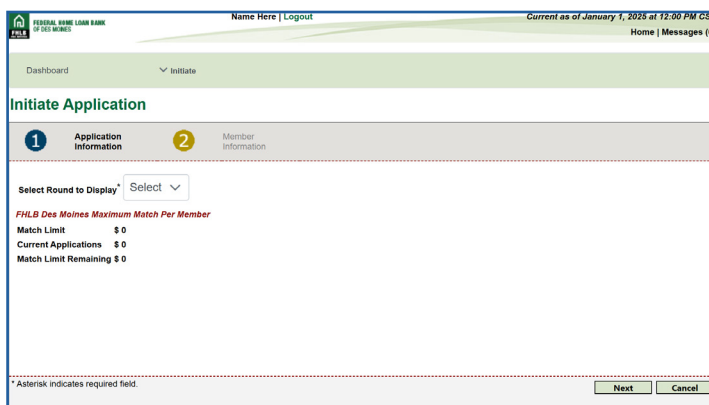 FEDERAL HOME LOAN BANK
OF DES MOINES
FHLB
Name Here | Logout
Current as of January 1, 2025 at 12:00 PM CS
Home | Messages (
Dashboard
Initiate
Initiate Application
1
Application
Information
2
Member
Information
Select Round to Display*
Select
FHLB Des Moines Maximum Match Per Member
Match Limit $ 0
Current Applications $ 0
Match Limit Remaining $ 0
* Asterisk indicates required field.
Next
Cancel